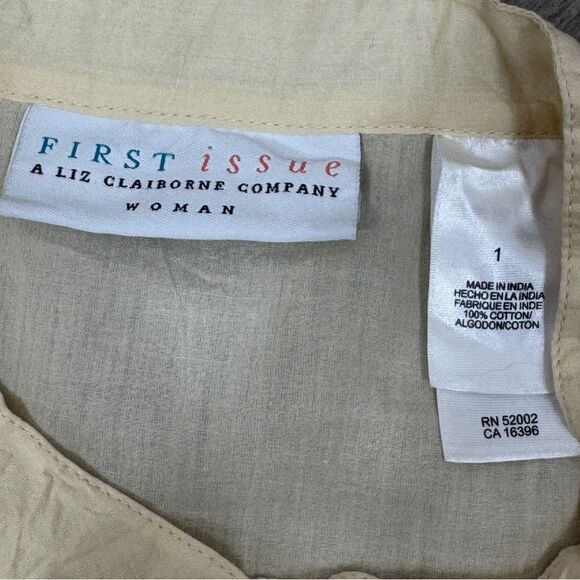 FIRST issue
A LIZ CLAIBORNE COMPANY
WOMAN
1
MADE IN INDIA
HECHO EN LA INDIA
FABRIQUE EN INDE
100% COTTON/
ALGODON/COTON
RN 52002
CA 16396